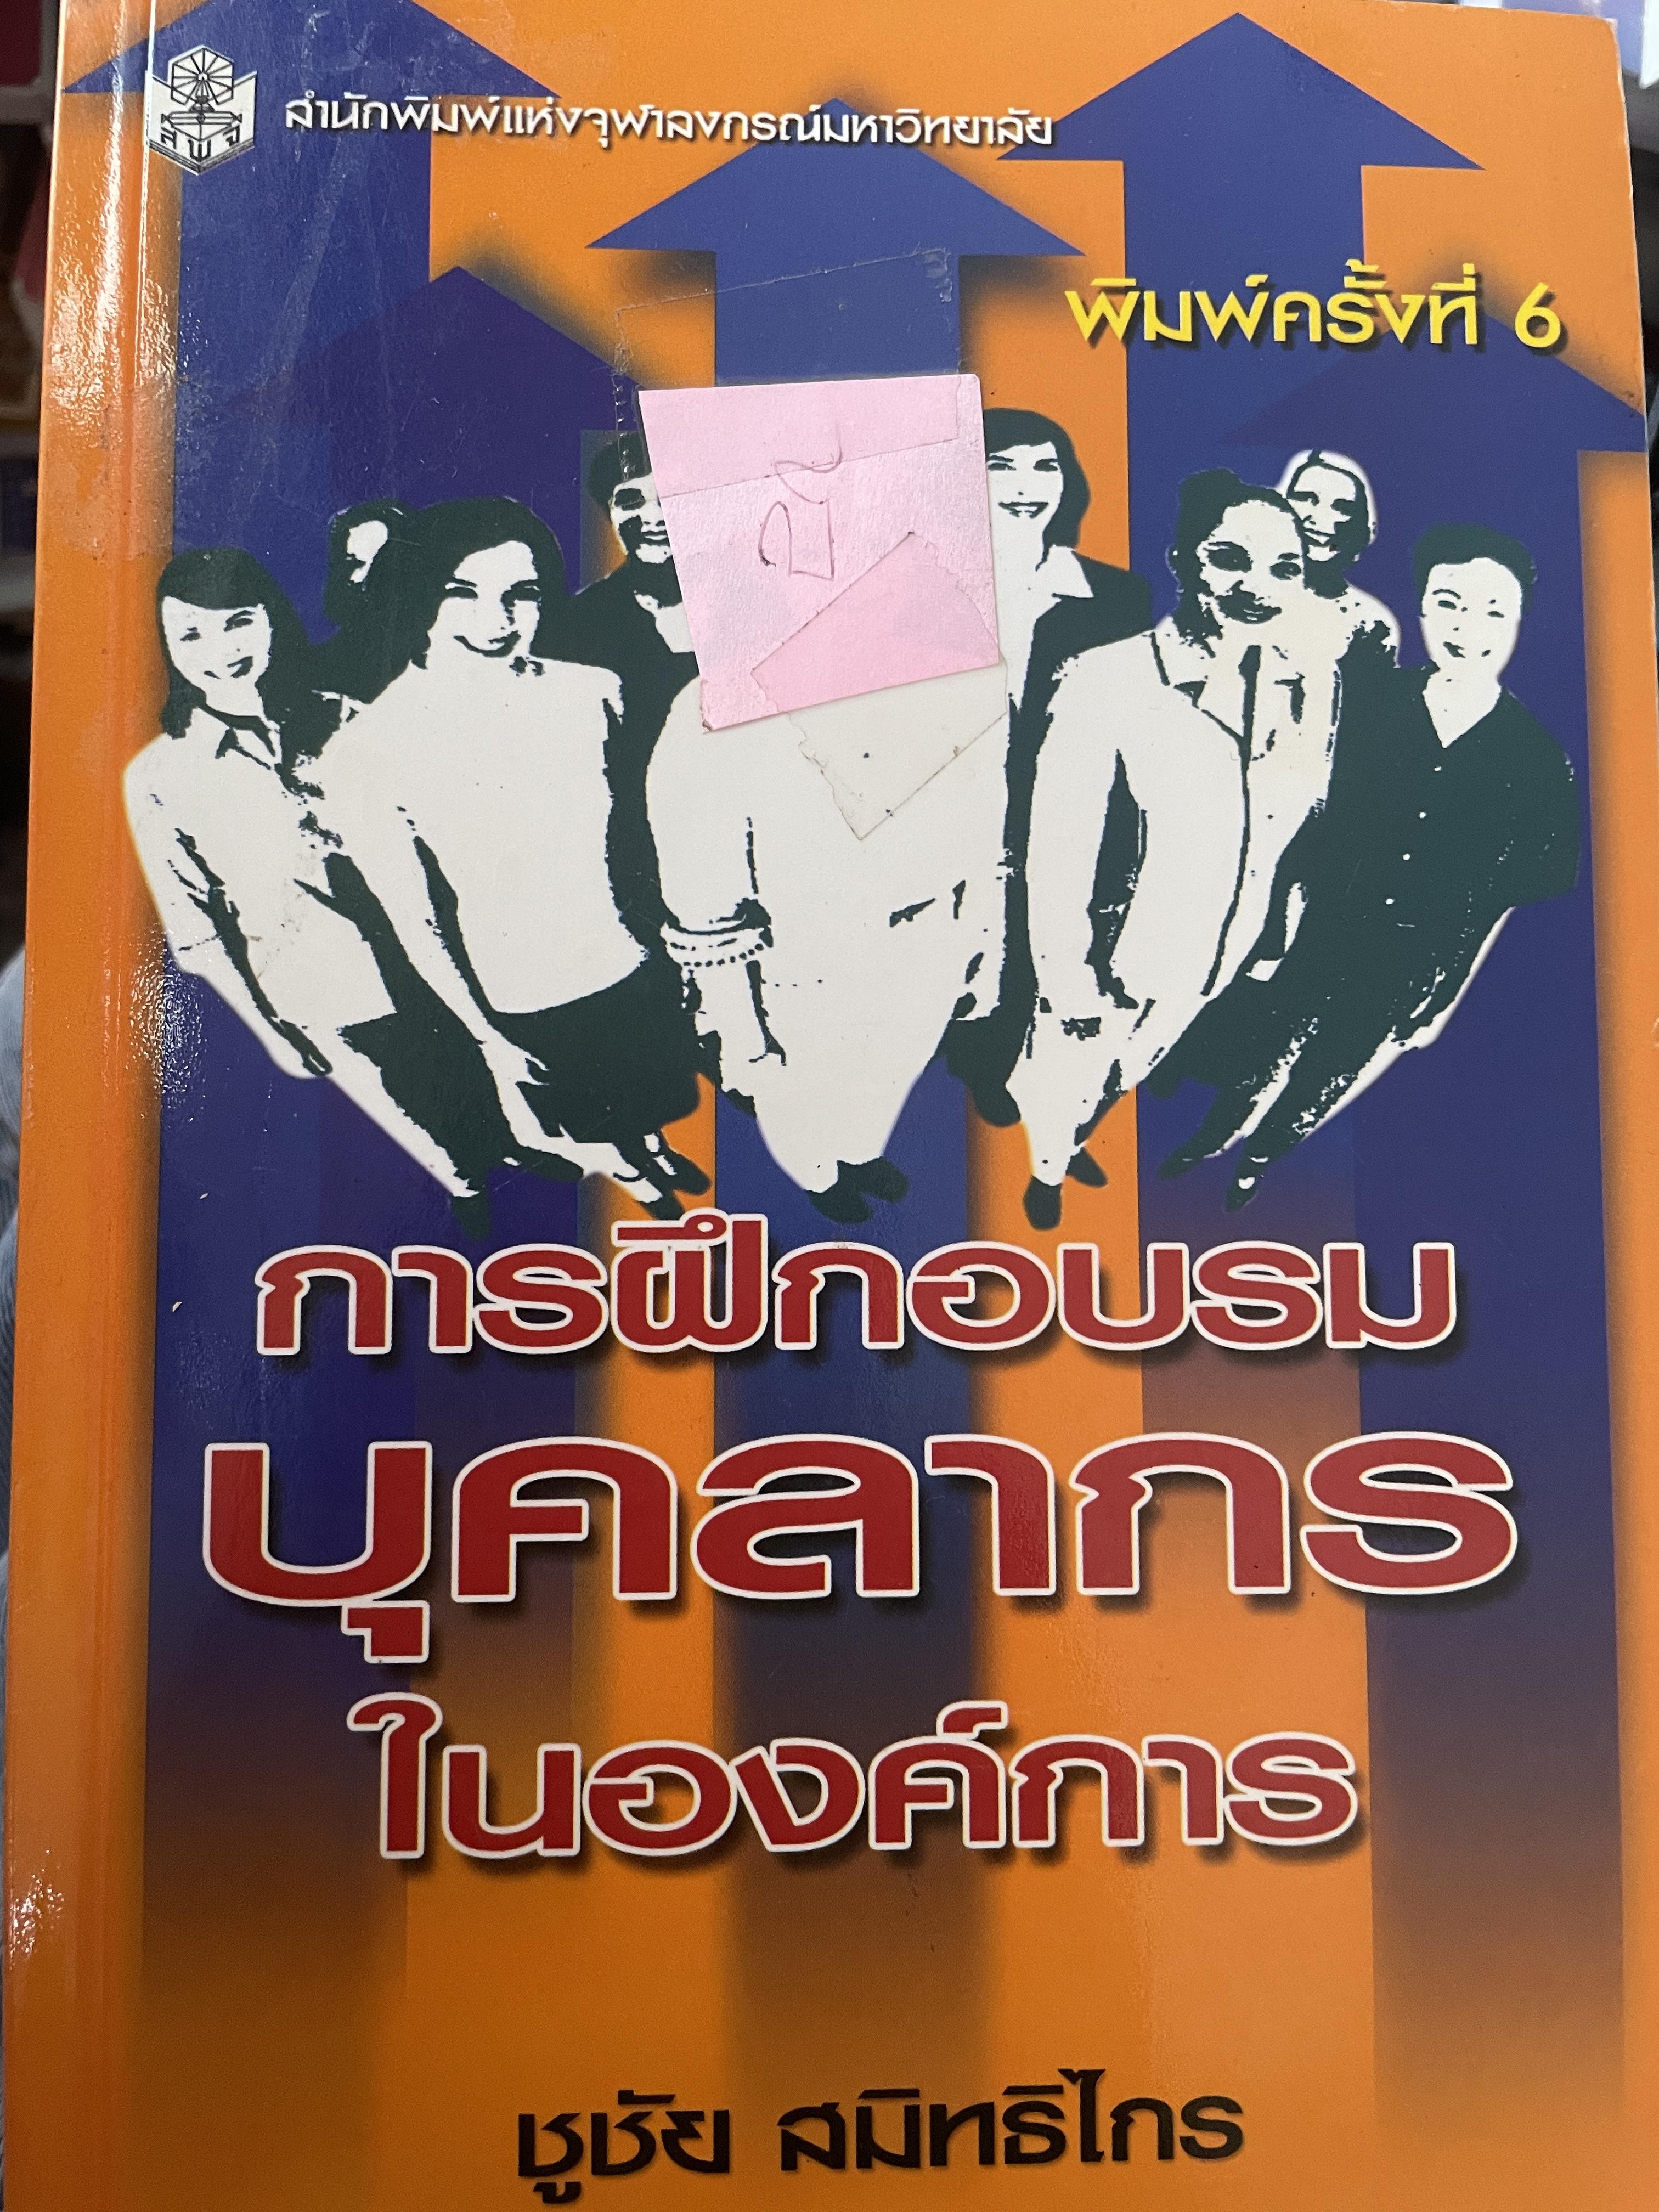 สำนักพิมพ์แห่งจุฬาลงกรณ์มหาวิทยาลัย
สพจ
พิมพ์ครั้งที่ 6
การฝึกอบรม
บุคลากร
ในองค์การ
ชูชัย สมิทธิไกร